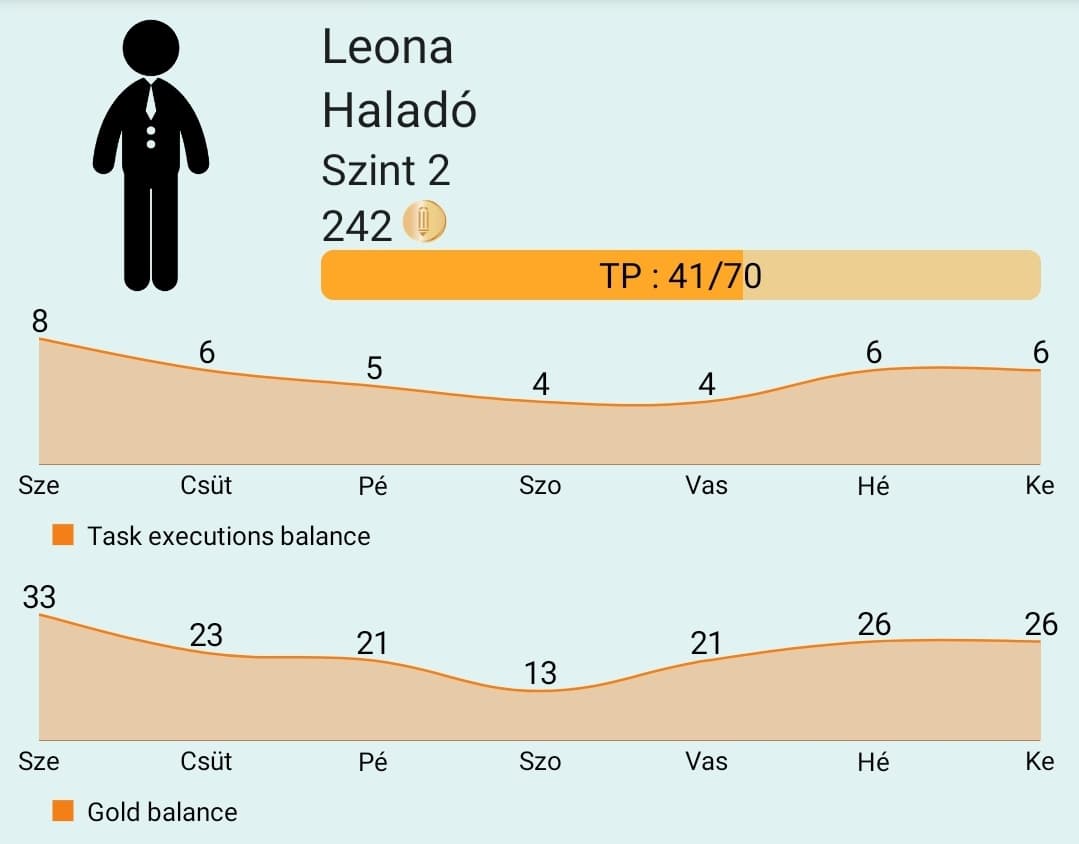 Leona
Haladó
Szint 2
242
TP : 41/70
8 6 5 4 4 6 6
Sze Csüt Pé Szo Vas Hé Ke
Task executions balance
33 23 21 13 21 26 26
Sze Csüt Pé Szo Vas Hé Ke
Gold balance